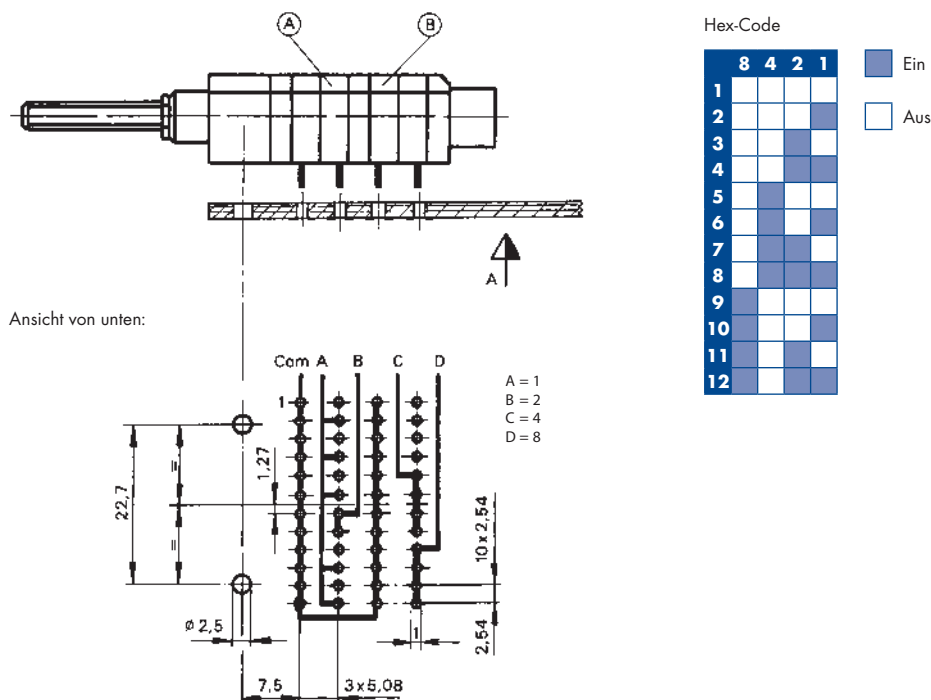 A B
A
Ansicht von unten:
Com A B C D
1
A = 1
B = 2
C = 4
D = 8
22,7
=
=
1,27
10 x 2,54
2,54
ø 2,5
1
7,5
3 x 5,08
Hex-Code
8 4 2 1
1
2
3
4
5
6
7
8
9
10
11
12
Ein
Aus